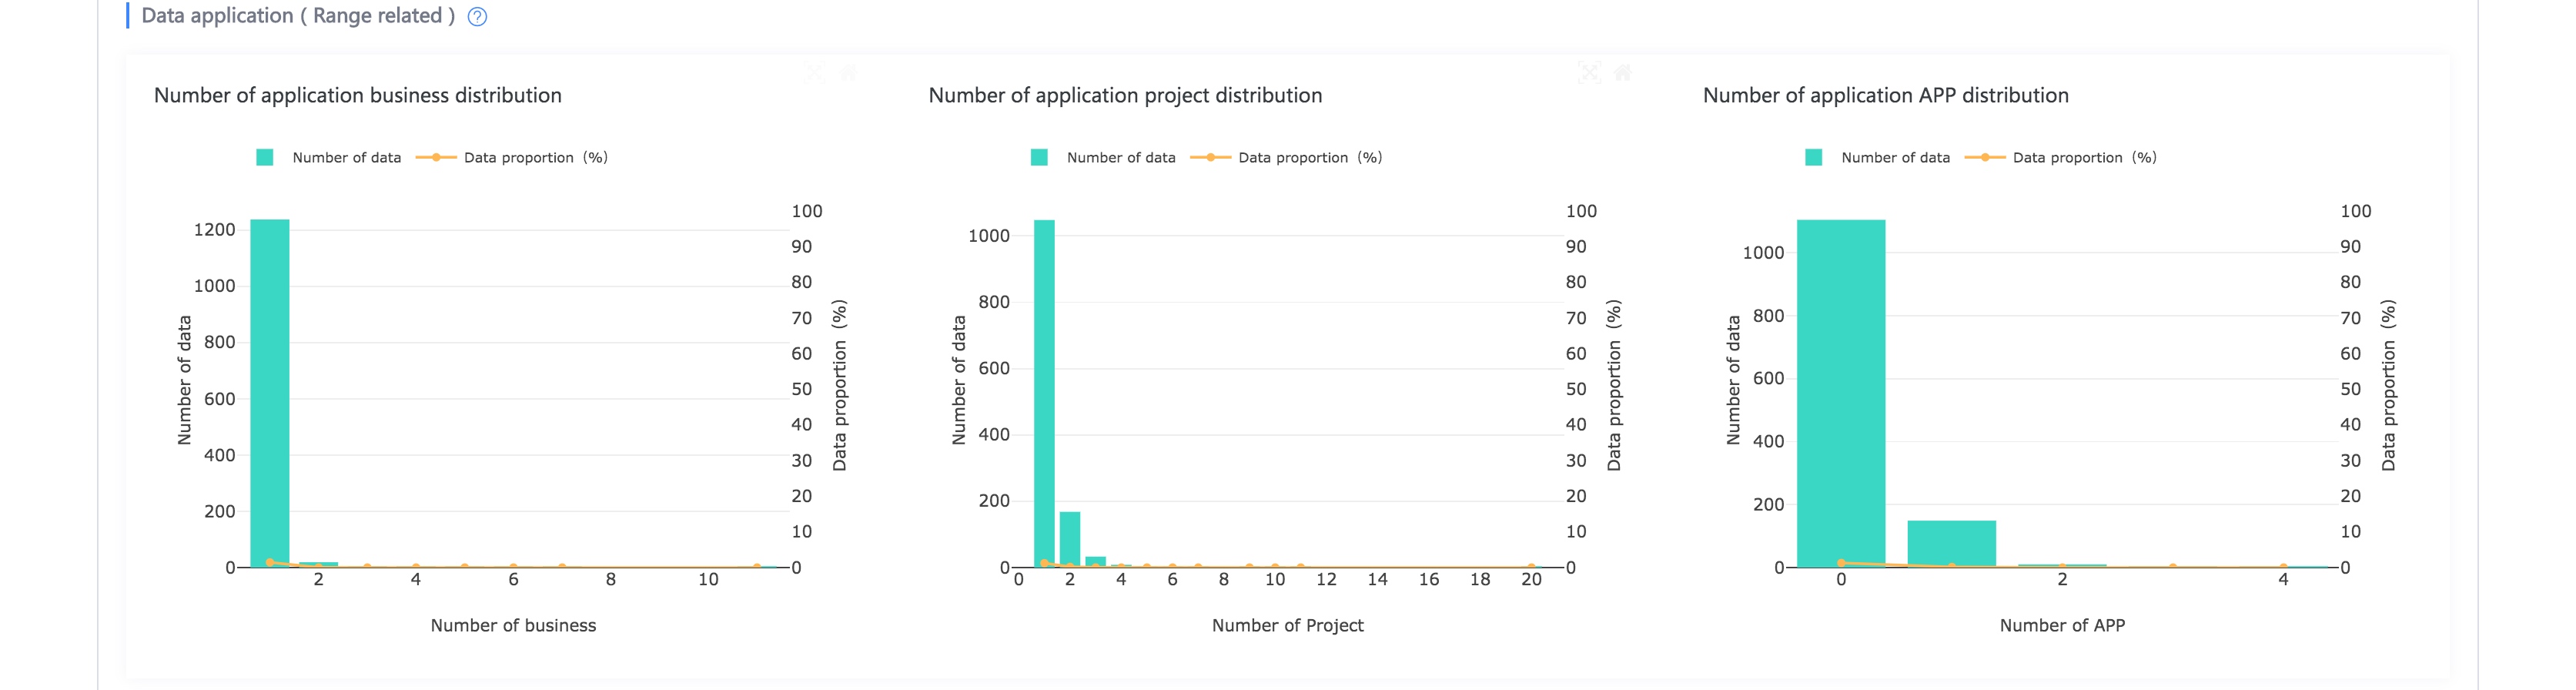 Data application ( Range related ) ?
Number of application business distribution
Number of data
Data proportion (%)
1200
1000
800
600
400
200
0
Number of data
100
90
80
70
60
50
40
30
20
10
0
Data proportion (%)
2 4 6 8 10
Number of business
Number of application project distribution
Number of data
Data proportion (%)
1000
800
600
400
200
0
Number of data
100
90
80
70
60
50
40
30
20
10
0
Data proportion (%)
0 2 4 6 8 10 12 14 16 18 20
Number of Project
Number of application APP distribution
Number of data
Data proportion (%)
1000
800
600
400
200
0
Number of data
100
90
80
70
60
50
40
30
20
10
0
Data proportion (%)
0 2 4
Number of APP